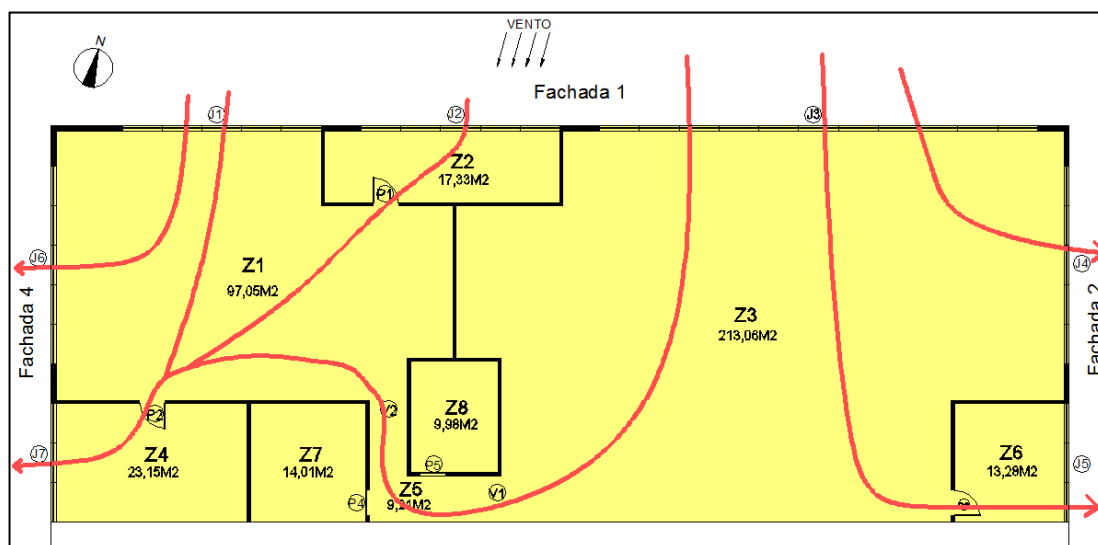 VENTO
N
Fachada 1
J1
J2
J3
Z2
17,33M2
P1
J6
J4
Z1
97,05M2
Z3
213,06M2
Fachada 4
Fachada 2
P2
V2
Z8
9,98M2
J7
Z4
23,15M2
Z7
14,01M2
P5
Z6
13,28M2
J5
Z5
9,21M2
V1
P4